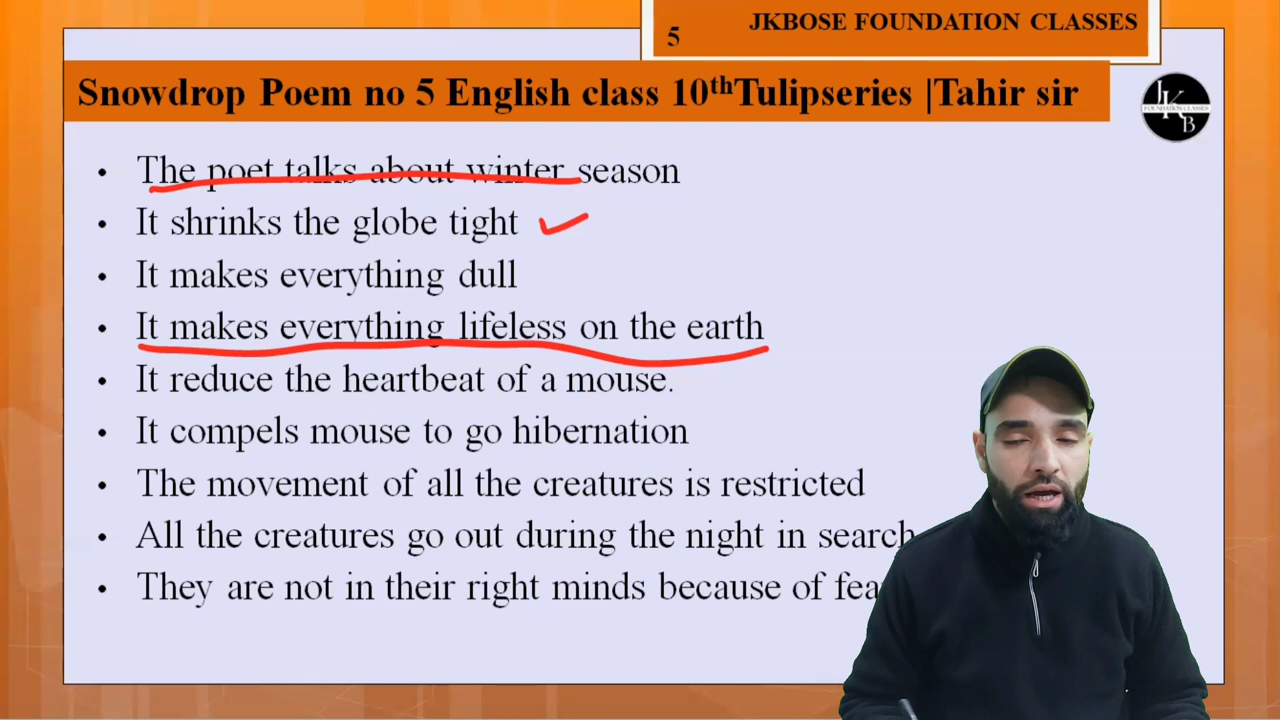 JKBOSE FOUNDATION CLASSES
5
Snowdrop Poem no 5 English class 10thTulipseries |Tahir sir
JK
FOUNDATION CLASSES
B
• The poet talks about winter season
• It shrinks the globe tight
• It makes everything dull
• It makes everything lifeless on the earth
• It reduce the heartbeat of a mouse.
• It compels mouse to go hibernation
• The movement of all the creatures is restricted
• All the creatures go out during the night in search
• They are not in their right minds because of